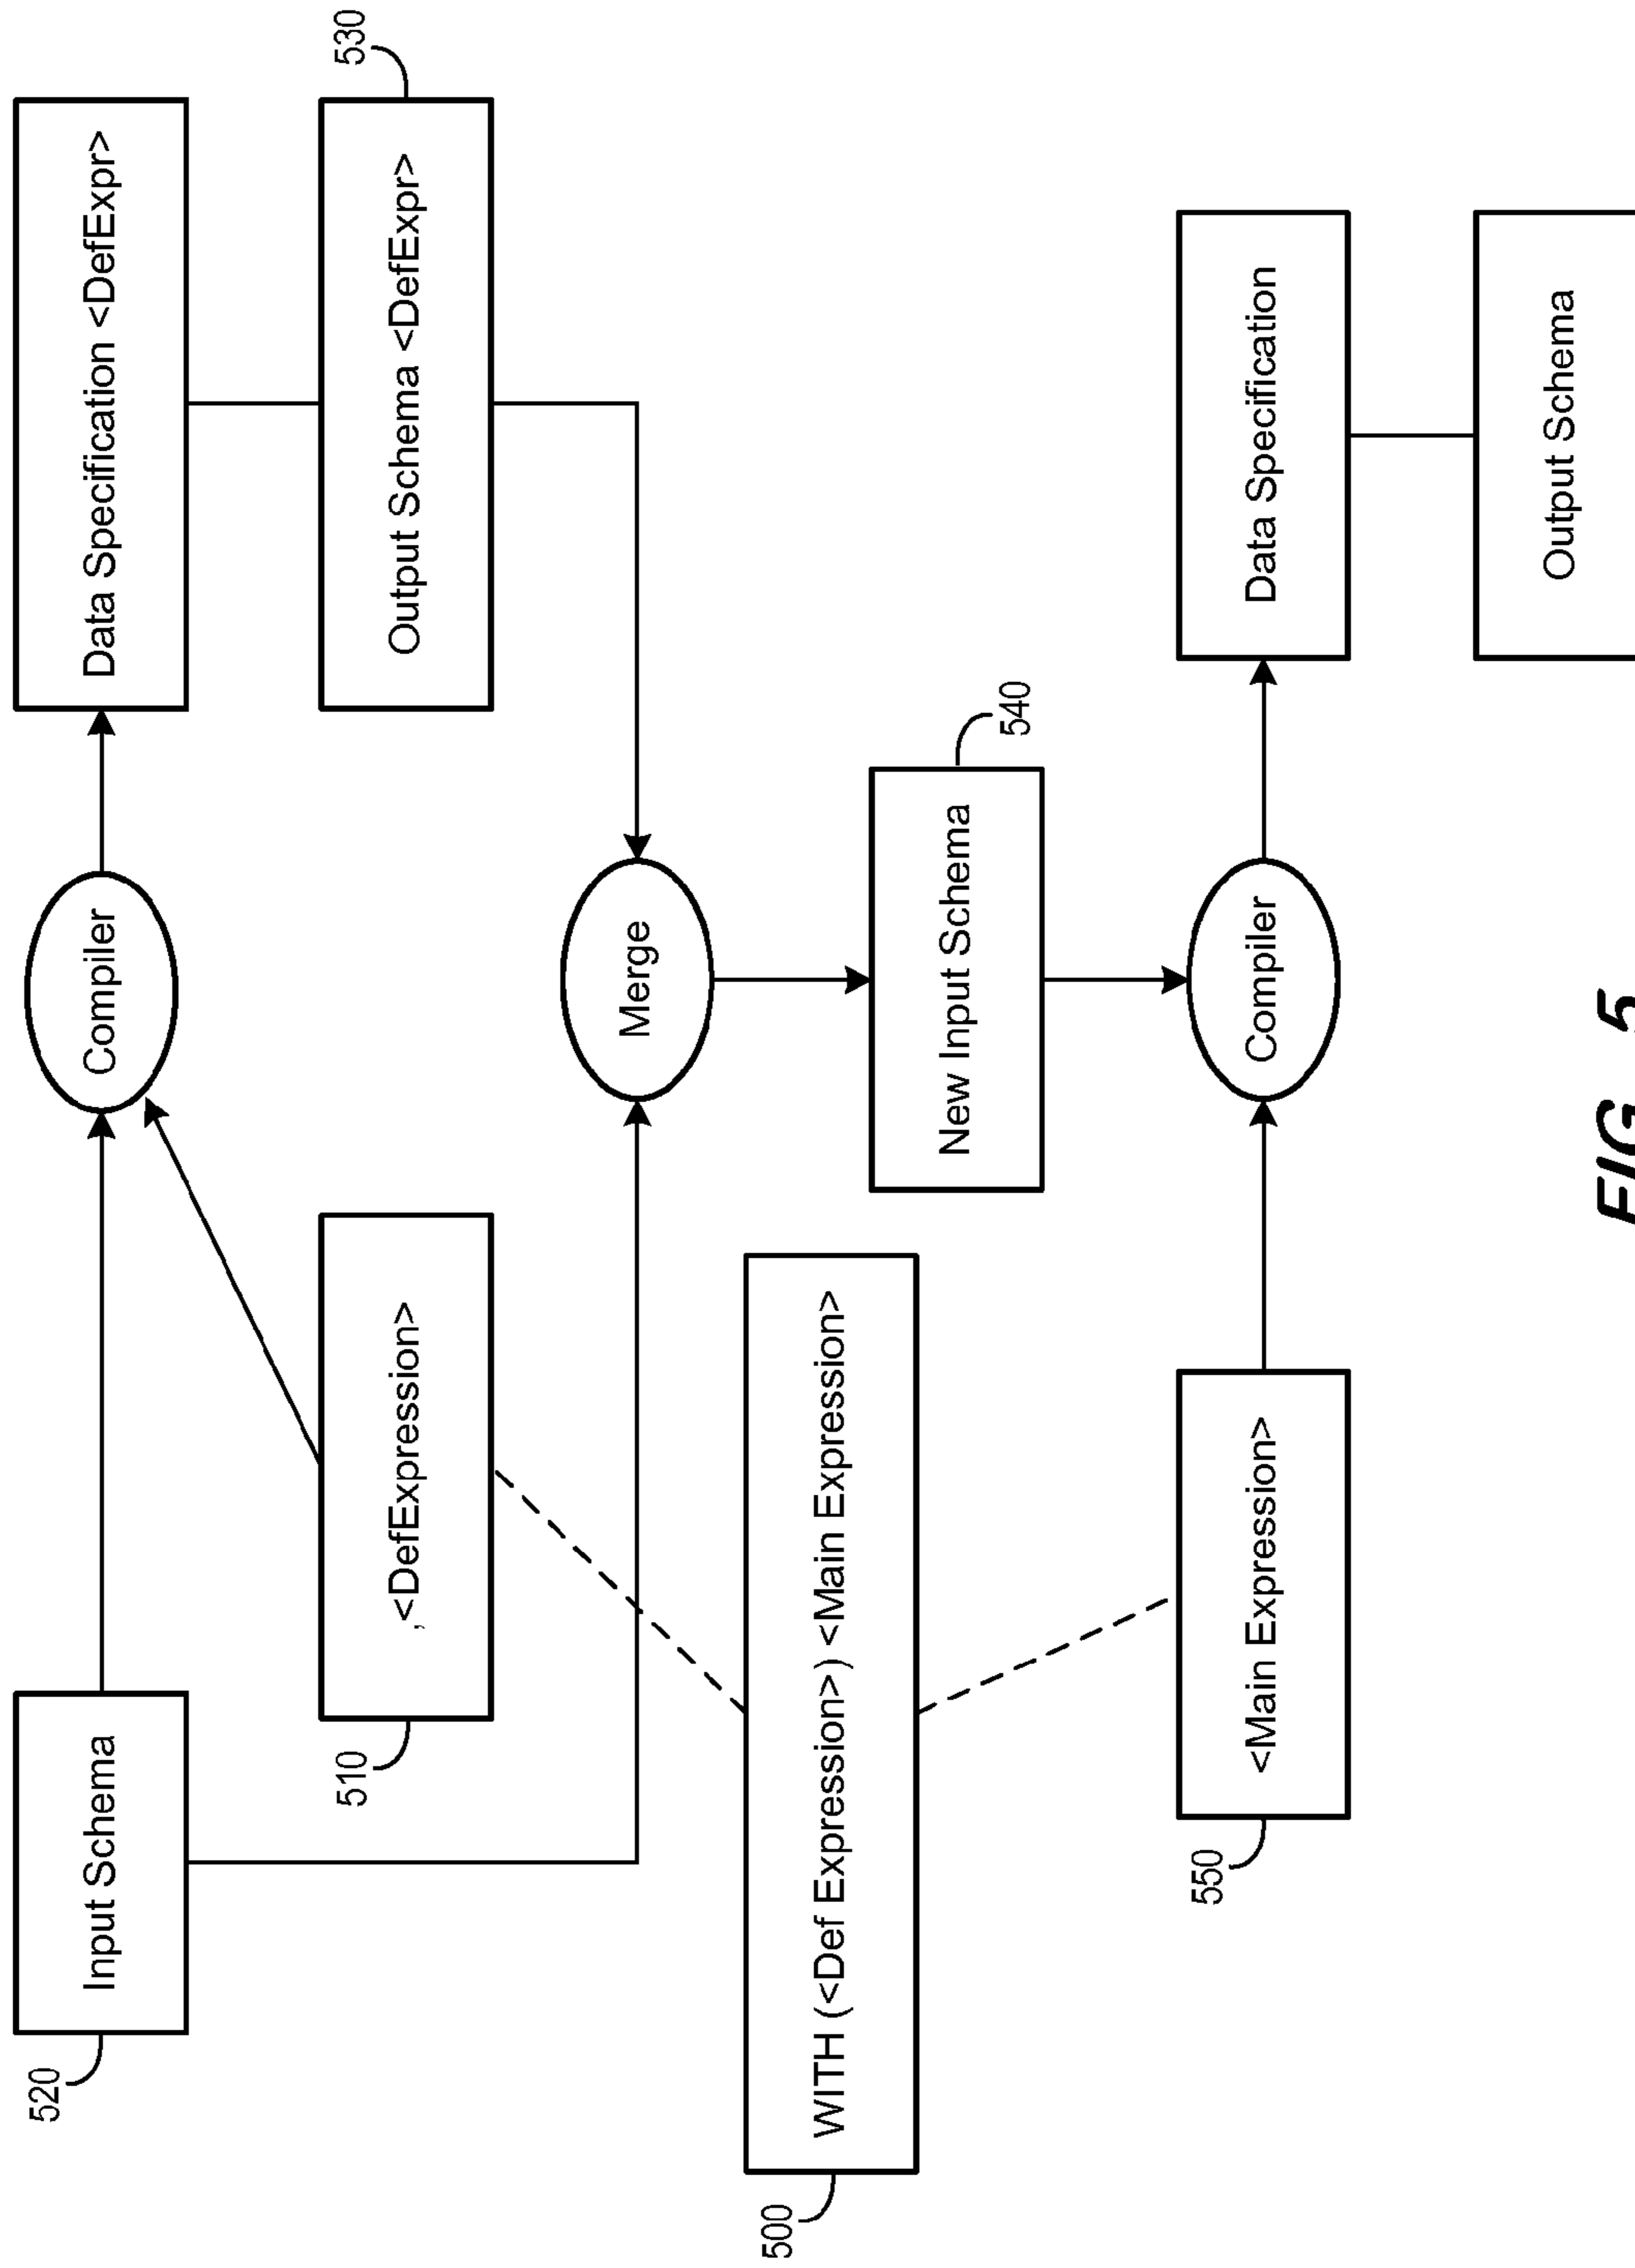 520
Input Schema
Compiler
Data Specification <DefExpr>
510
530
,<DefExpression>
Output Schema <DefExpr>
Merge
500
WITH (<Def Expression>) <Main Expression>
New Input Schema
540
550
<Main Expression>
Compiler
Data Specification
Output Schema
FIG. 5